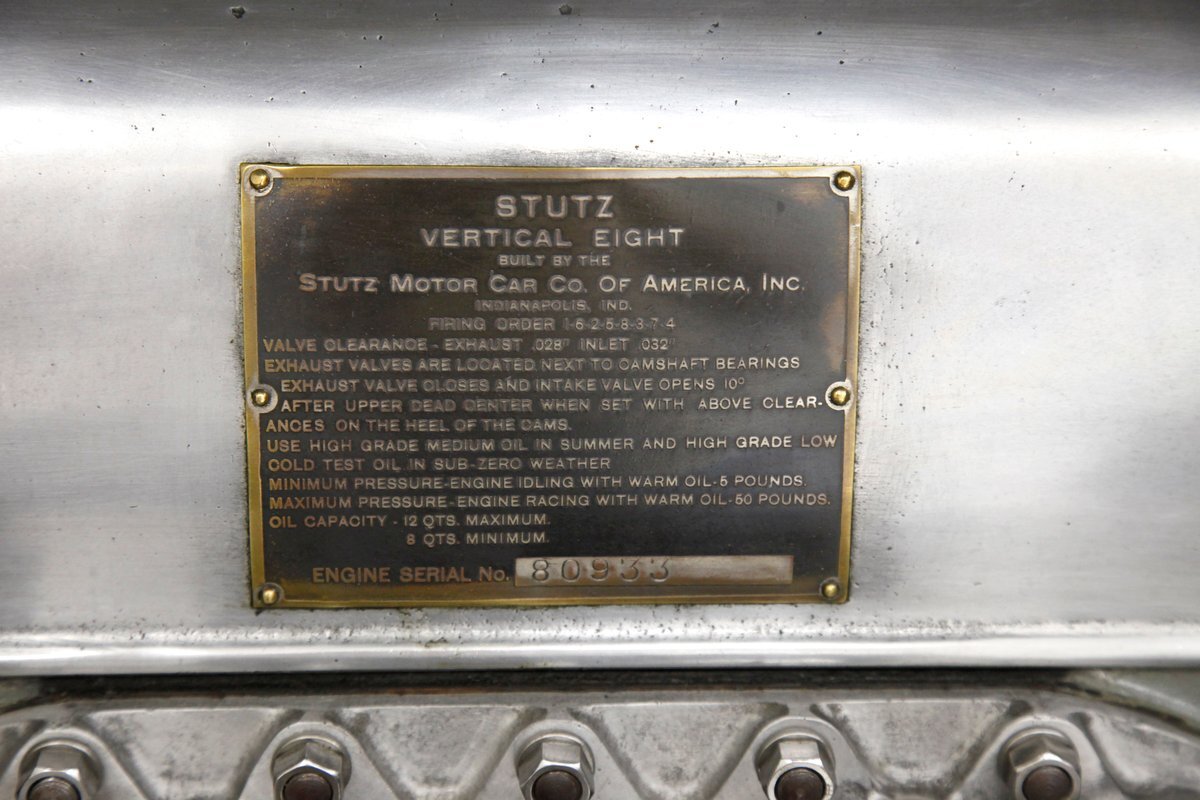 STUTZ
VERTICAL EIGHT
BUILT BY THE
STUTZ MOTOR CAR CO. OF AMERICA, INC.
INDIANAPOLIS, IND.
FIRING ORDER 1-6-2-5-8-3-7-4
VALVE CLEARANCE - EXHAUST .028" INLET .032"
EXHAUST VALVES ARE LOCATED NEXT TO CAMSHAFT BEARINGS
EXHAUST VALVE CLOSES AND INTAKE VALVE OPENS 10°
AFTER UPPER DEAD CENTER WHEN SET WITH ABOVE CLEAR-
ANCES ON THE HEEL OF THE CAMS.
USE HIGH GRADE MEDIUM OIL IN SUMMER AND HIGH GRADE LOW
COLD TEST OIL IN SUB-ZERO WEATHER
MINIMUM PRESSURE-ENGINE IDLING WITH WARM OIL-5 POUNDS.
MAXIMUM PRESSURE-ENGINE RACING WITH WARM OIL-50 POUNDS.
OIL CAPACITY - 12 QTS. MAXIMUM.
8 QTS. MINIMUM.
ENGINE SERIAL No. 80933